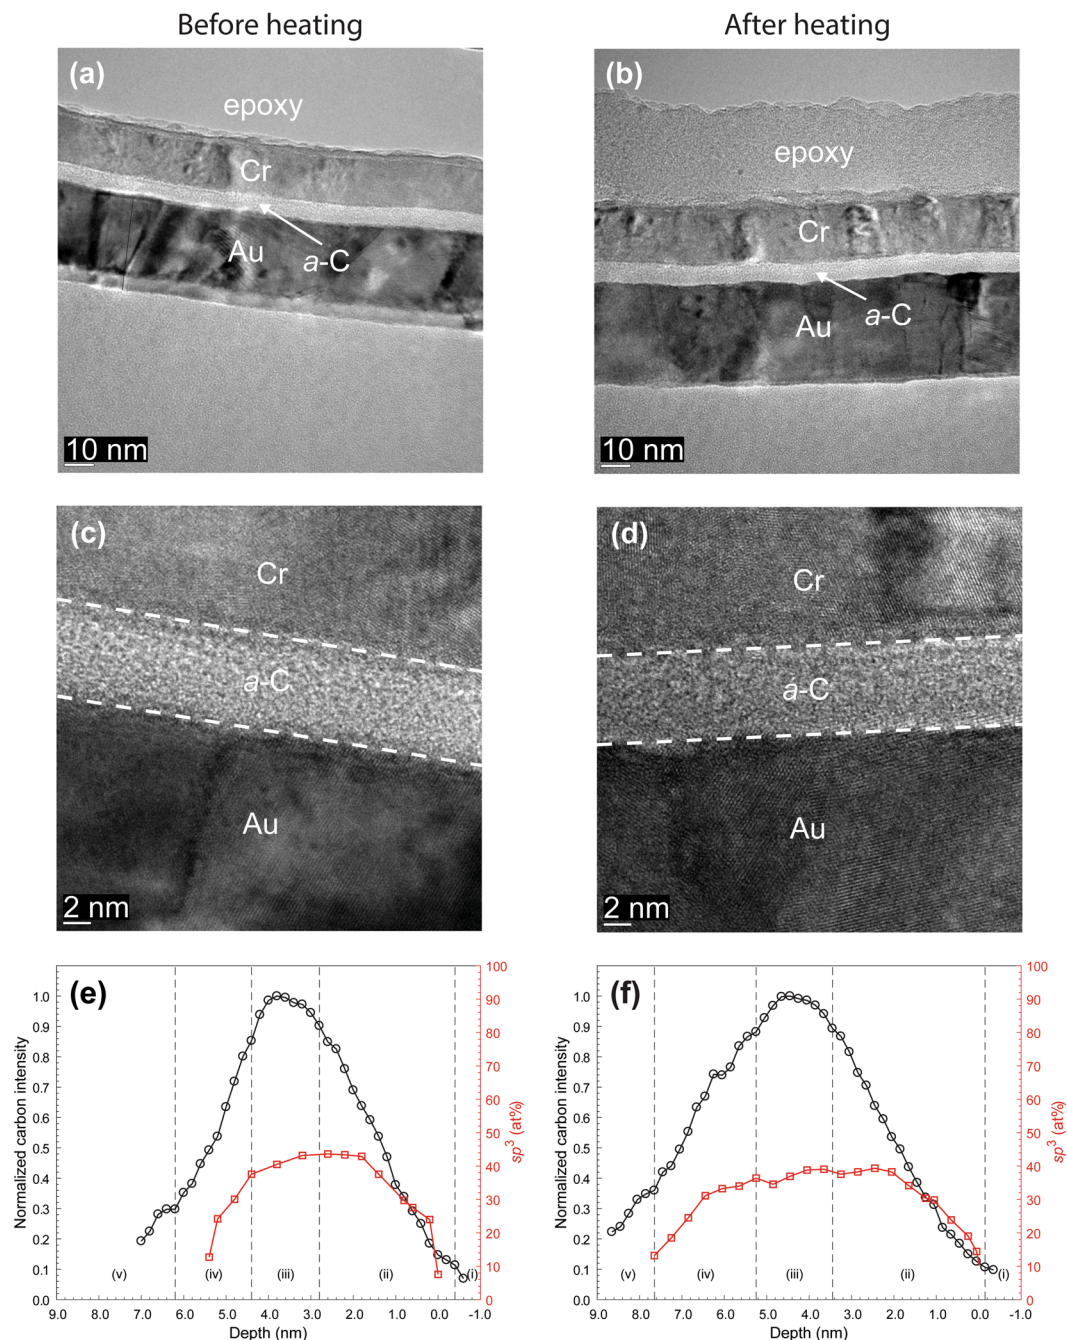 Before heating
After heating
(a)
epoxy
Cr
Au
a-C
10 nm
(b)
epoxy
Cr
Au
a-C
10 nm
(c)
Cr
a-C
Au
2 nm
(d)
Cr
a-C
Au
2 nm
(e)
Normalized carbon intensity
1.0
0.9
0.8
0.7
0.6
0.5
0.4
0.3
0.2
0.1
0.0
100
90
80
70
60
50
40
30
20
10
0
sp³ (at%)
(v)
(iv)
(iii)
(ii)
(i)
9.0 8.0 7.0 6.0 5.0 4.0 3.0 2.0 1.0 0.0 -1.0
Depth (nm)
(f)
Normalized carbon intensity
1.0
0.9
0.8
0.7
0.6
0.5
0.4
0.3
0.2
0.1
0.0
100
90
80
70
60
50
40
30
20
10
0
sp³ (at%)
(v)
(iv)
(iii)
(ii)
(i)
9.0 8.0 7.0 6.0 5.0 4.0 3.0 2.0 1.0 0.0 -1.0
Depth (nm)